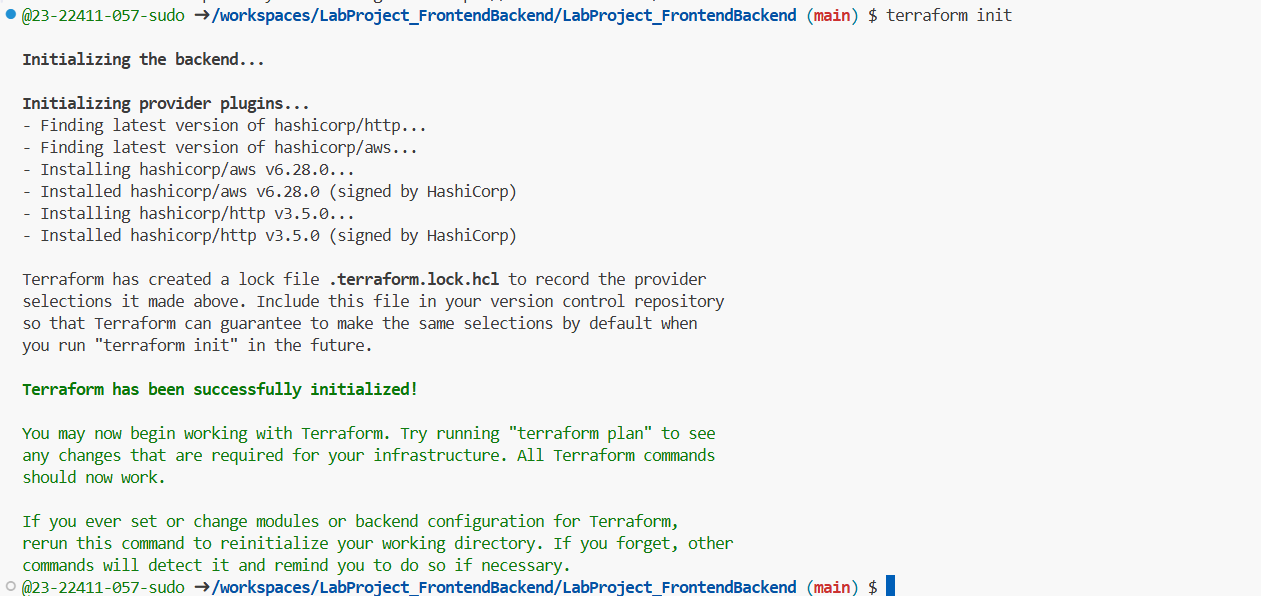 @23-22411-057-sudo →/workspaces/LabProject_FrontendBackend/LabProject_FrontendBackend (main) $ terraform init
Initializing the backend...
Initializing provider plugins...
- Finding latest version of hashicorp/http...
- Finding latest version of hashicorp/aws...
- Installing hashicorp/aws v6.28.0...
- Installed hashicorp/aws v6.28.0 (signed by HashiCorp)
- Installing hashicorp/http v3.5.0...
- Installed hashicorp/http v3.5.0 (signed by HashiCorp)
Terraform has created a lock file .terraform.lock.hcl to record the provider
selections it made above. Include this file in your version control repository
so that Terraform can guarantee to make the same selections by default when
you run "terraform init" in the future.
Terraform has been successfully initialized!
You may now begin working with Terraform. Try running "terraform plan" to see
any changes that are required for your infrastructure. All Terraform commands
should now work.
If you ever set or change modules or backend configuration for Terraform,
rerun this command to reinitialize your working directory. If you forget, other
commands will detect it and remind you to do so if necessary.
@23-22411-057-sudo →/workspaces/LabProject_FrontendBackend/LabProject_FrontendBackend (main) $